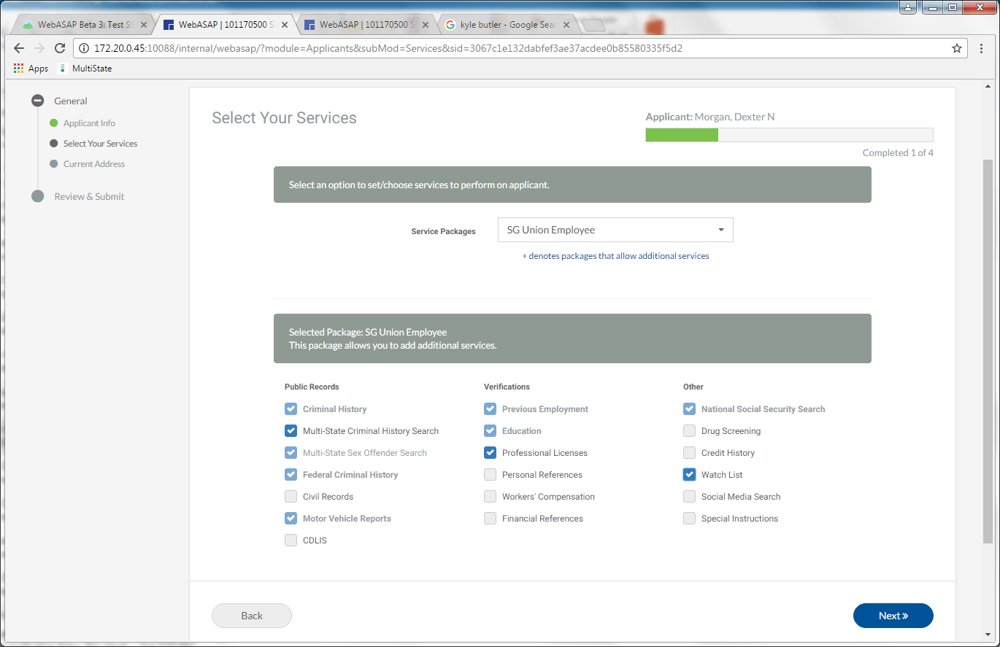 WebASAP Beta 3: Test SS
WebASAP | 101170500 S
WebASAP | 101170500 S
kyle butler - Google Sear
172.20.0.45:10088/internal/webasap/?module=Applicants&subMod=Services&sid=3067c1e132dabfef3ae37acdee0b85580335f5d2
Apps
MultiState
General
Applicant Info
Select Your Services
Current Address
Review & Submit
Select Your Services
Applicant: Morgan, Dexter N
Completed 1 of 4
Select an option to set/choose services to perform on applicant.
Service Packages
SG Union Employee
+ denotes packages that allow additional services
Selected Package: SG Union Employee
This package allows you to add additional services.
Public Records
Criminal History
Multi-State Criminal History Search
Multi-State Sex Offender Search
Federal Criminal History
Civil Records
Motor Vehicle Reports
CDLIS
Verifications
Previous Employment
Education
Professional Licenses
Personal References
Workers' Compensation
Financial References
Other
National Social Security Search
Drug Screening
Credit History
Watch List
Social Media Search
Special Instructions
Back
Next »